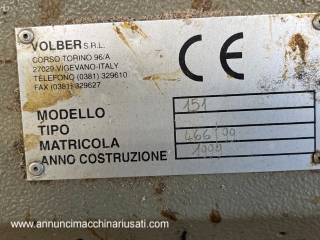 VOLBER S.R.L.
CORSO TORINO 96/A
27029 VIGEVANO-ITALY
TELEFONO (0381) 329610
FAX (0381) 329627
CE
MODELLO 151
TIPO
MATRICOLA 466/99
ANNO COSTRUZIONE 1999
www.annuncimacchinariusati.com